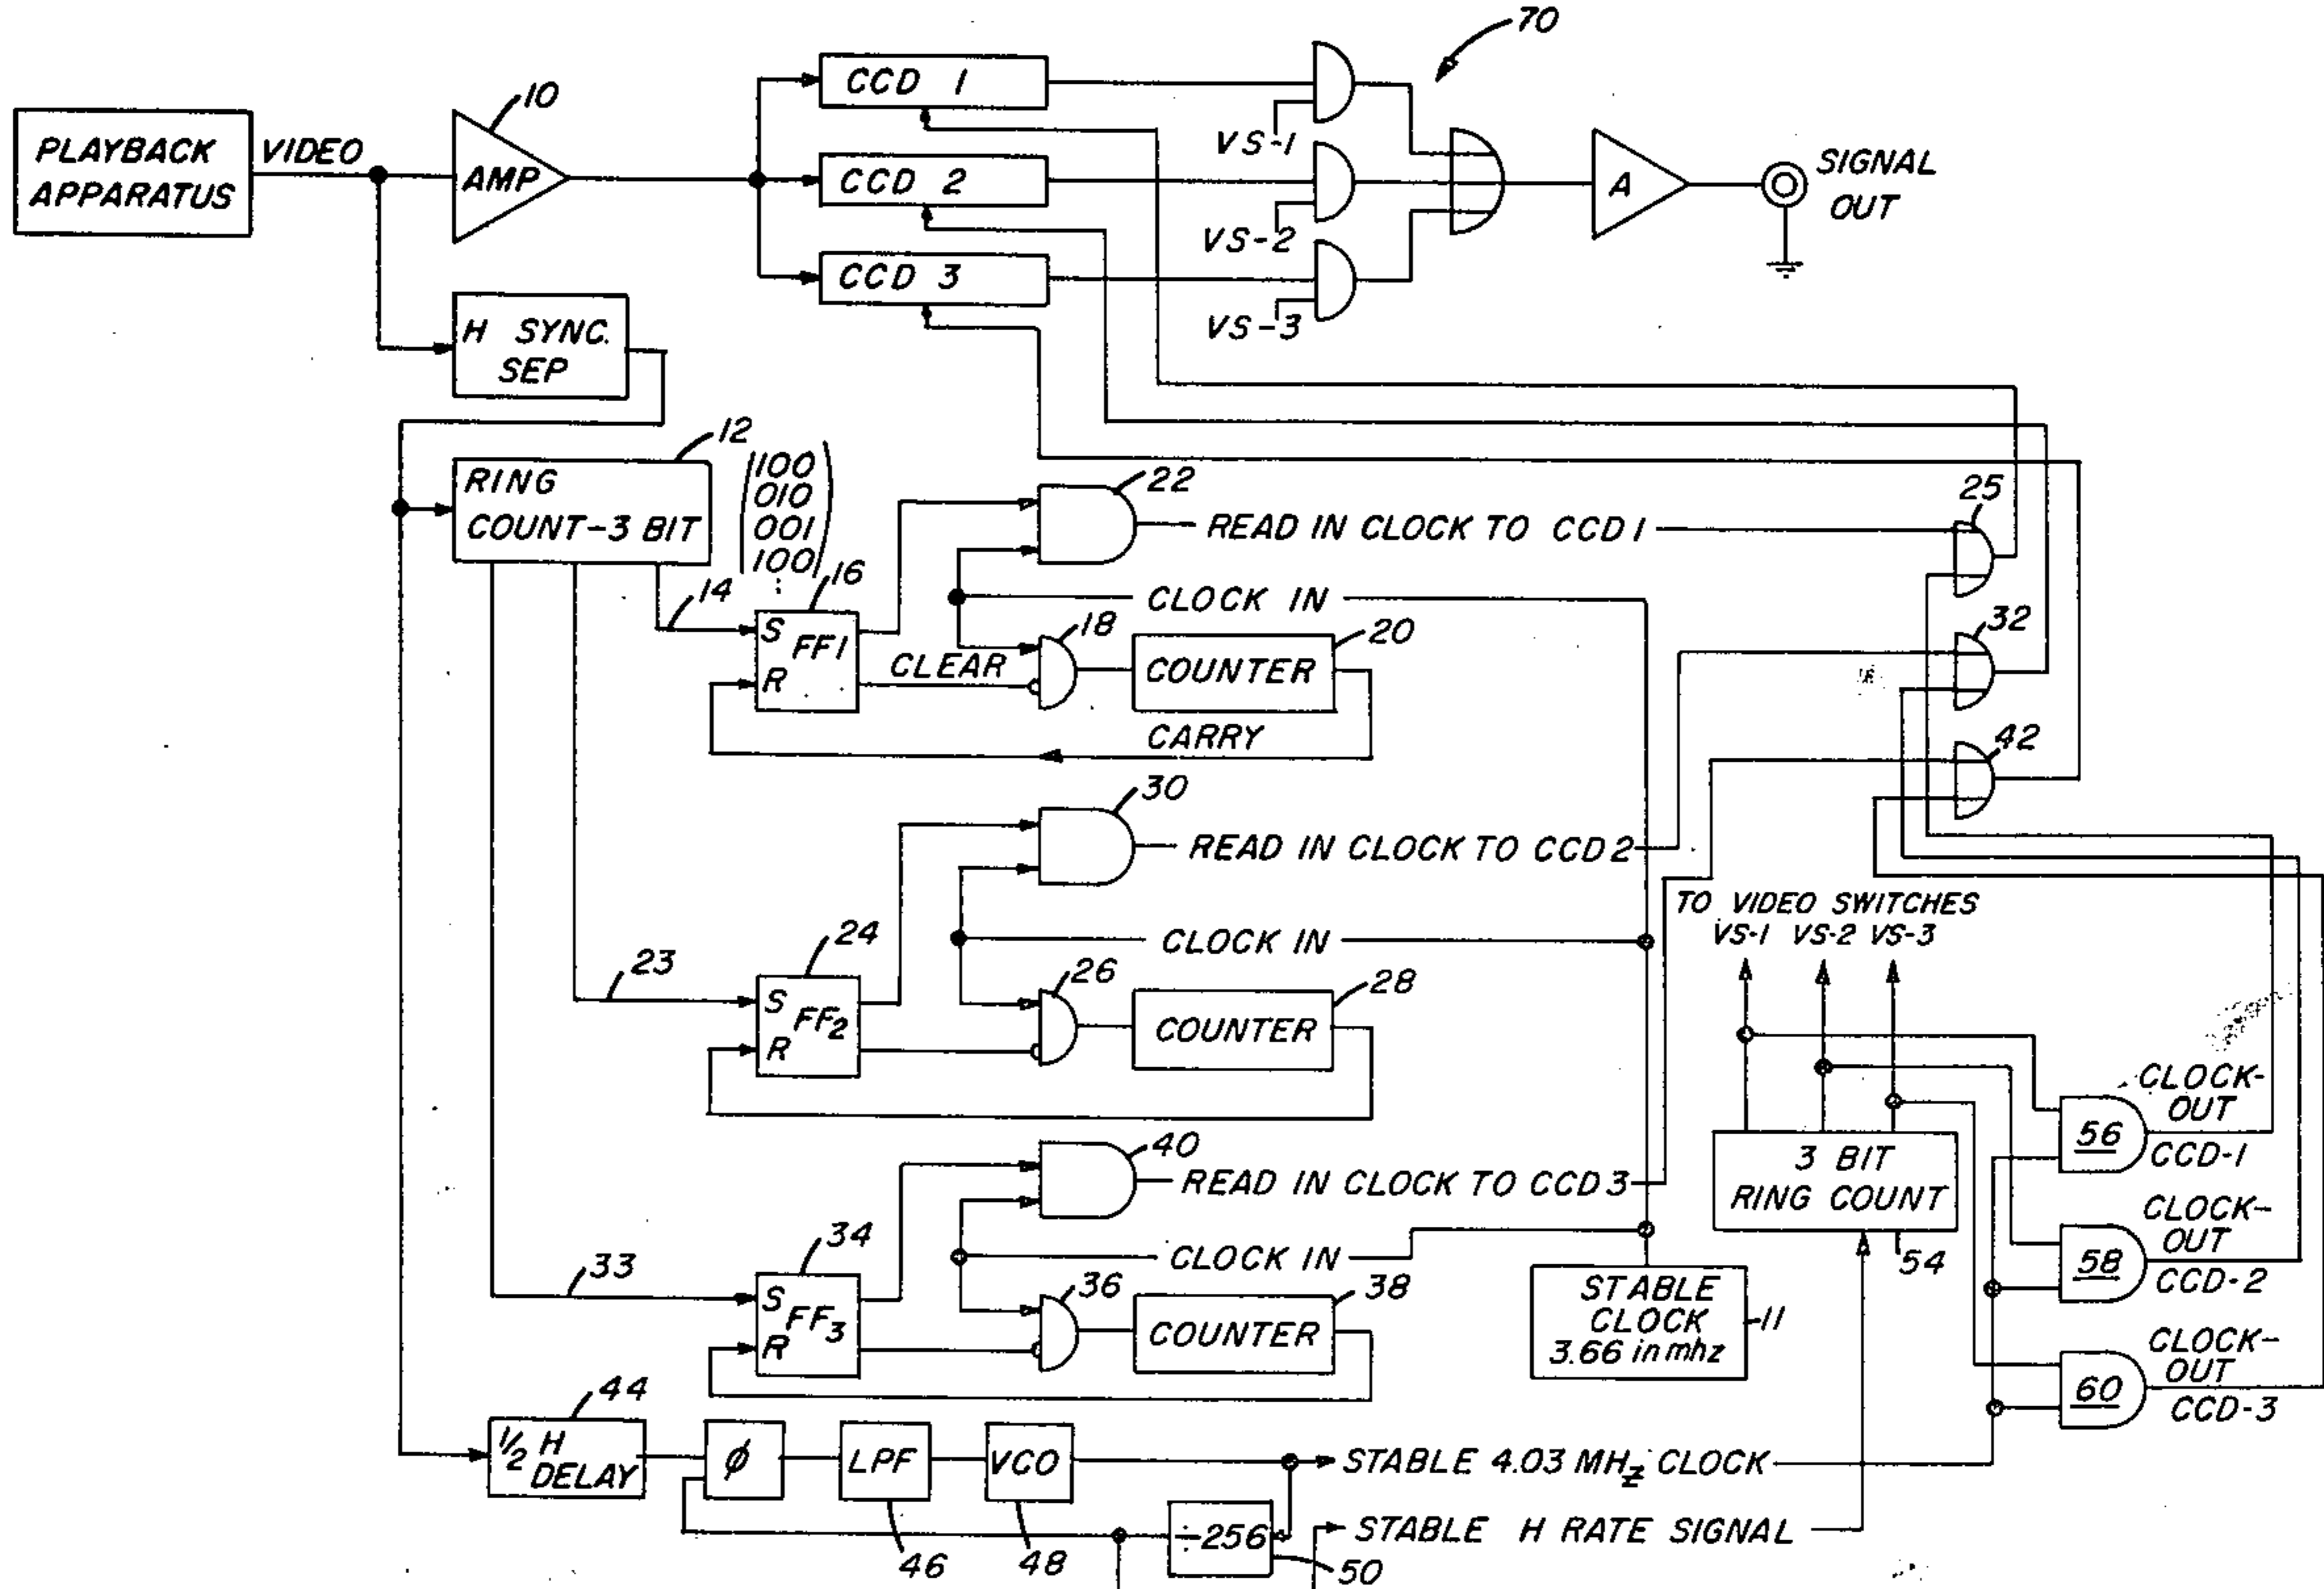 70
10
CCD 1
PLAYBACK
APPARATUS
VIDEO
AMP
CCD 2
CCD 3
VS-1
VS-2
VS-3
A
SIGNAL
OUT
H SYNC.
SEP
12
RING
COUNT-3 BIT
100
010
001
100
14
16
S
R
FF1
CLEAR
22
READ IN CLOCK TO CCD 1
CLOCK IN
18
20
COUNTER
CARRY
25
32
42
30
READ IN CLOCK TO CCD 2
CLOCK IN
23
24
S
R
FF2
26
28
COUNTER
TO VIDEO SWITCHES
VS-1 VS-2 VS-3
40
READ IN CLOCK TO CCD 3
CLOCK IN
33
34
S
R
FF3
36
38
COUNTER
STABLE
CLOCK
3.66 in mhz
11
3 BIT
RING COUNT
54
56
CLOCK-
OUT
CCD-1
58
CLOCK-
OUT
CCD-2
60
CLOCK-
OUT
CCD-3
44
1/2 H
DELAY
φ
LPF
46
VCO
48
STABLE 4.03 MHz CLOCK
÷256
50
STABLE H RATE SIGNAL